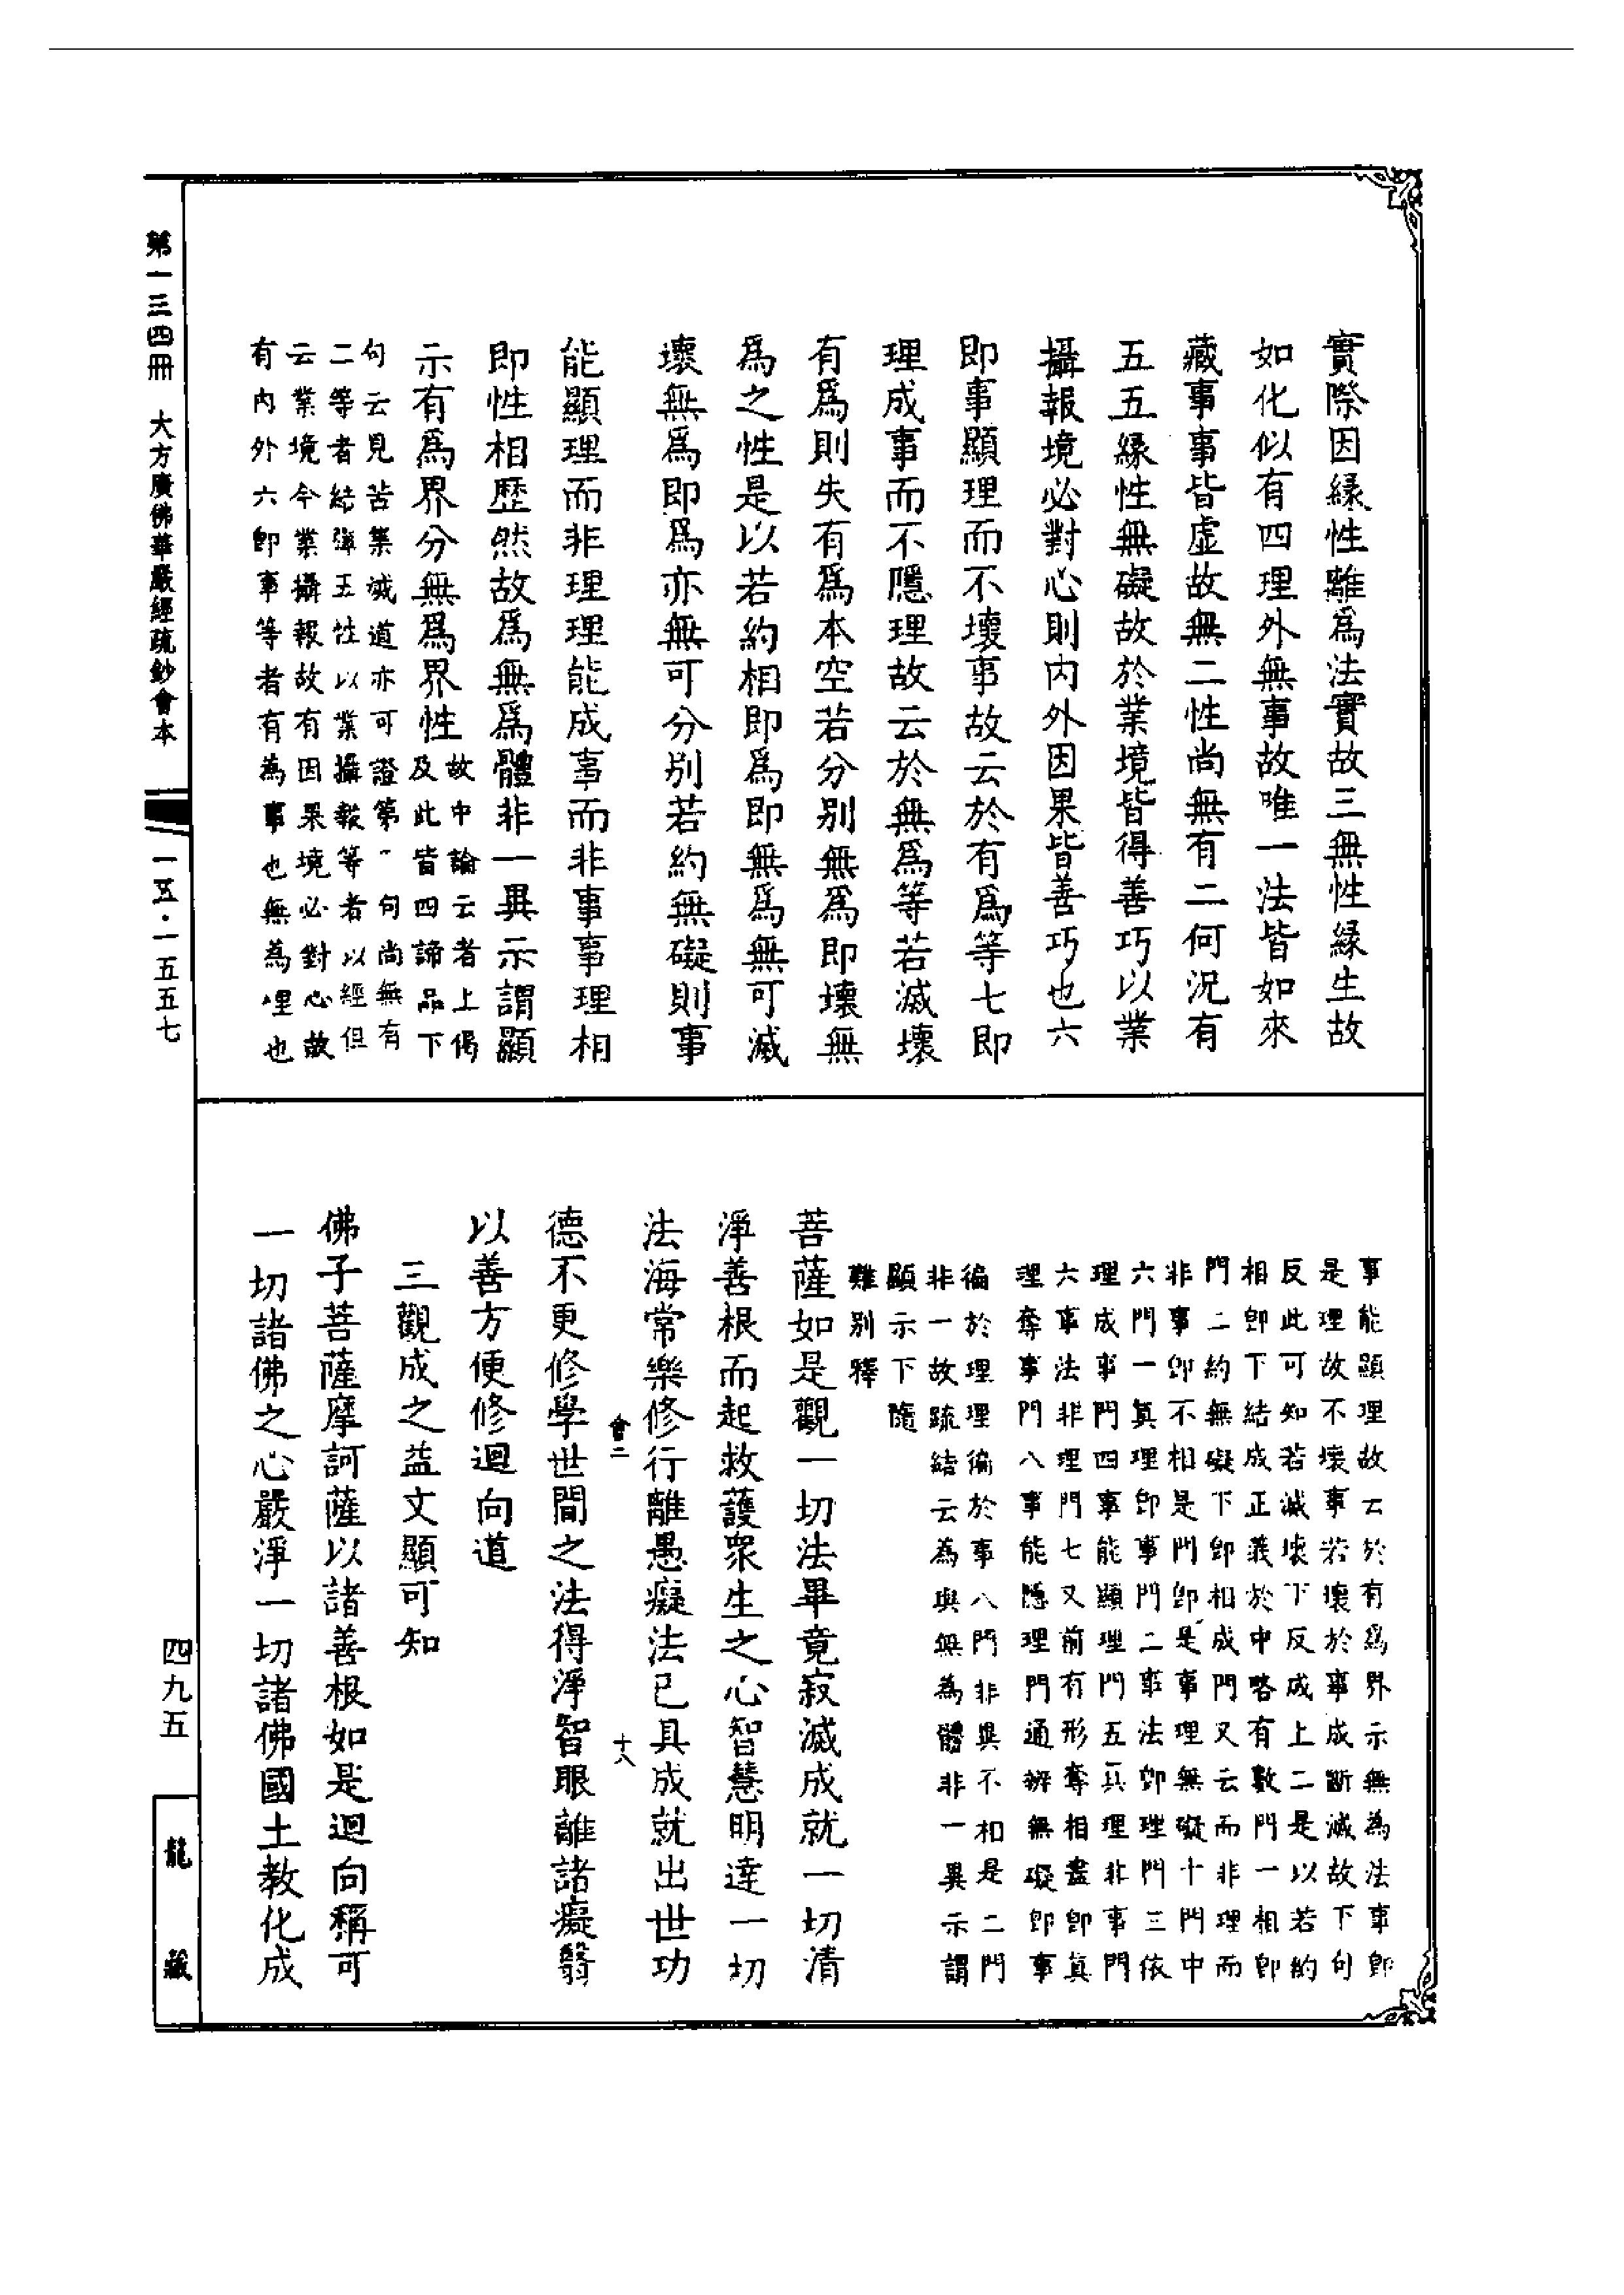 實際因緣性離爲法實故三無性緣生故
如化似有四理外無事故唯一法皆如來
藏事事皆虛故無二性尚無有二何況有
五五緣性無礙故於業境皆得善巧以業
攝報境必對心則內外因果皆善巧也六
即事顯理而不壞事故云於有爲等七即
理成事而不隱理故云於無爲等若滅壞
有爲則失有爲本空若分別無爲即壞無
爲之性是以若約相即爲即無爲無可滅
壞無爲即爲亦無可分別若約無礙則事
能顯理而非理理能成事而非事事理相
即性相歷然故爲無爲體非一異示謂顯
示有爲界分無爲界性故中論云者上偈
及此皆四諦品下
句云見苦集滅道亦可證第一句尚無有
二等者結彈五性以業攝報等者以經但
云業境今業攝報故有因果境必對心故
有內外六即事等者有為事也無為理也
事能顯理故云於有爲界示無為法事即
是理故不壞事若壞於事成斷滅故下句
反此可知若滅壞下反成上二是以若約
相即下結成正義於中略有數門一相即
門二約無礙下即相成門又云而非理而
非事即不相是門即是事理無礙十門中
六門一真理即事門二事法即理門三依
理成事門四事能顯理門五真理非事門
六事法非理門七又前有形奪相盡即真
理奪事門八事能隱理門通辨無礙即事
徧於理理徧於事八門非異不相是二門
非一故疏結云為與無為體非一異示謂
顯示下隨
難別釋
菩薩如是觀一切法畢竟寂滅成就一切清
淨善根而起救護眾生之心智慧明達一切
法海常樂修行離愚癡法已具成就出世功
會二 十八
德不更修學世間之法得淨智眼離諸癡翳
以善方便修迴向道
三觀成之益文顯可知
佛子菩薩摩訶薩以諸善根如是迴向稱可
一切諸佛之心嚴淨一切諸佛國土教化成
第一三四冊 大方廣佛華嚴經疏鈔會本
一五·一五五七
四九五
龍藏